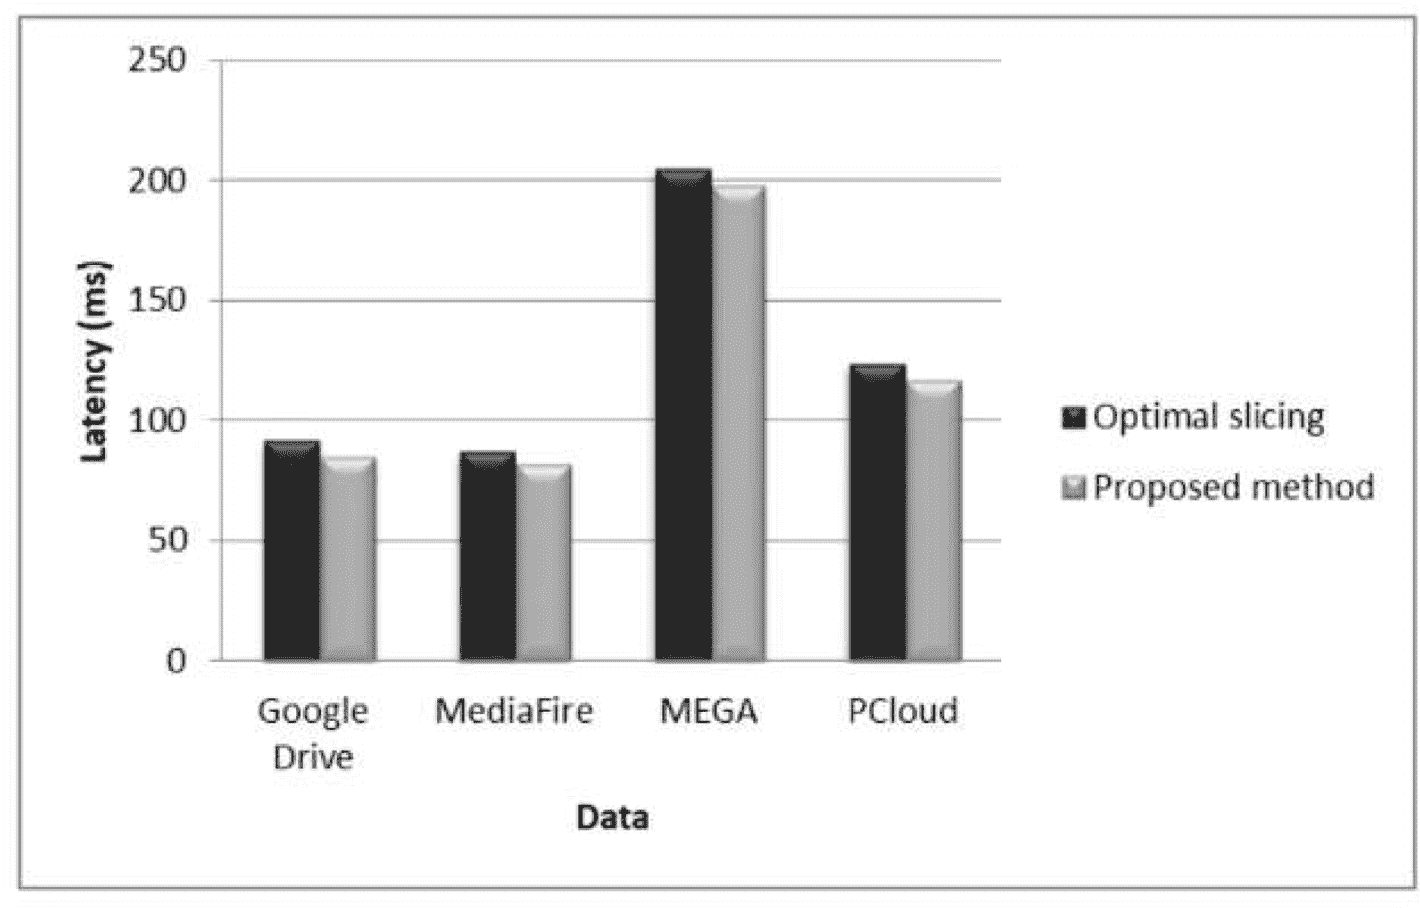 250
200
150
100
50
0
Latency (ms)
Google
Drive
MediaFire
MEGA
PCloud
Data
Optimal slicing
Proposed method